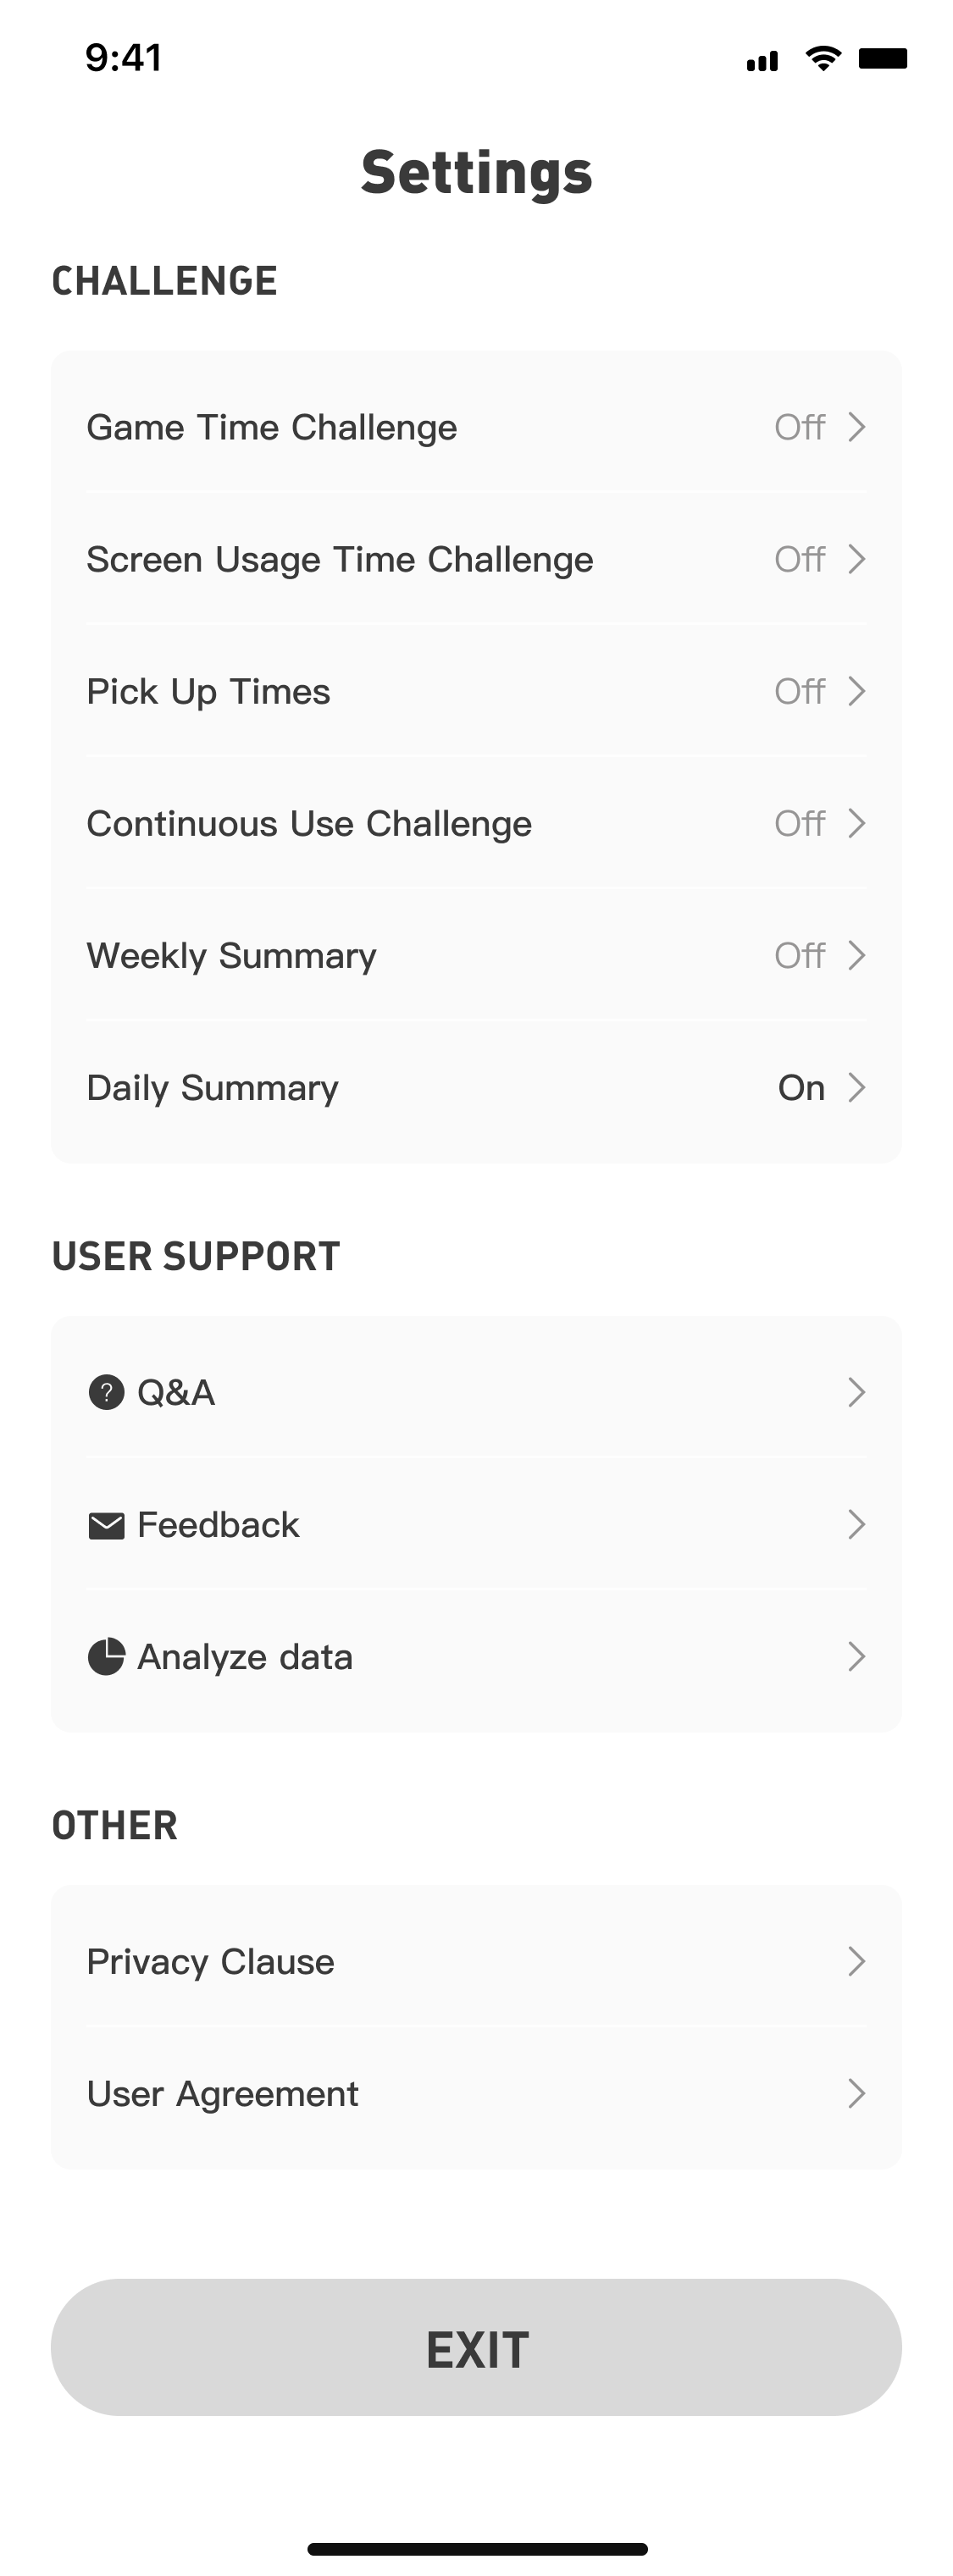 9:41
Settings
CHALLENGE
Game Time Challenge Off
Screen Usage Time Challenge Off
Pick Up Times Off
Continuous Use Challenge Off
Weekly Summary Off
Daily Summary On
USER SUPPORT
? Q&A
Feedback
Analyze data
OTHER
Privacy Clause
User Agreement
EXIT